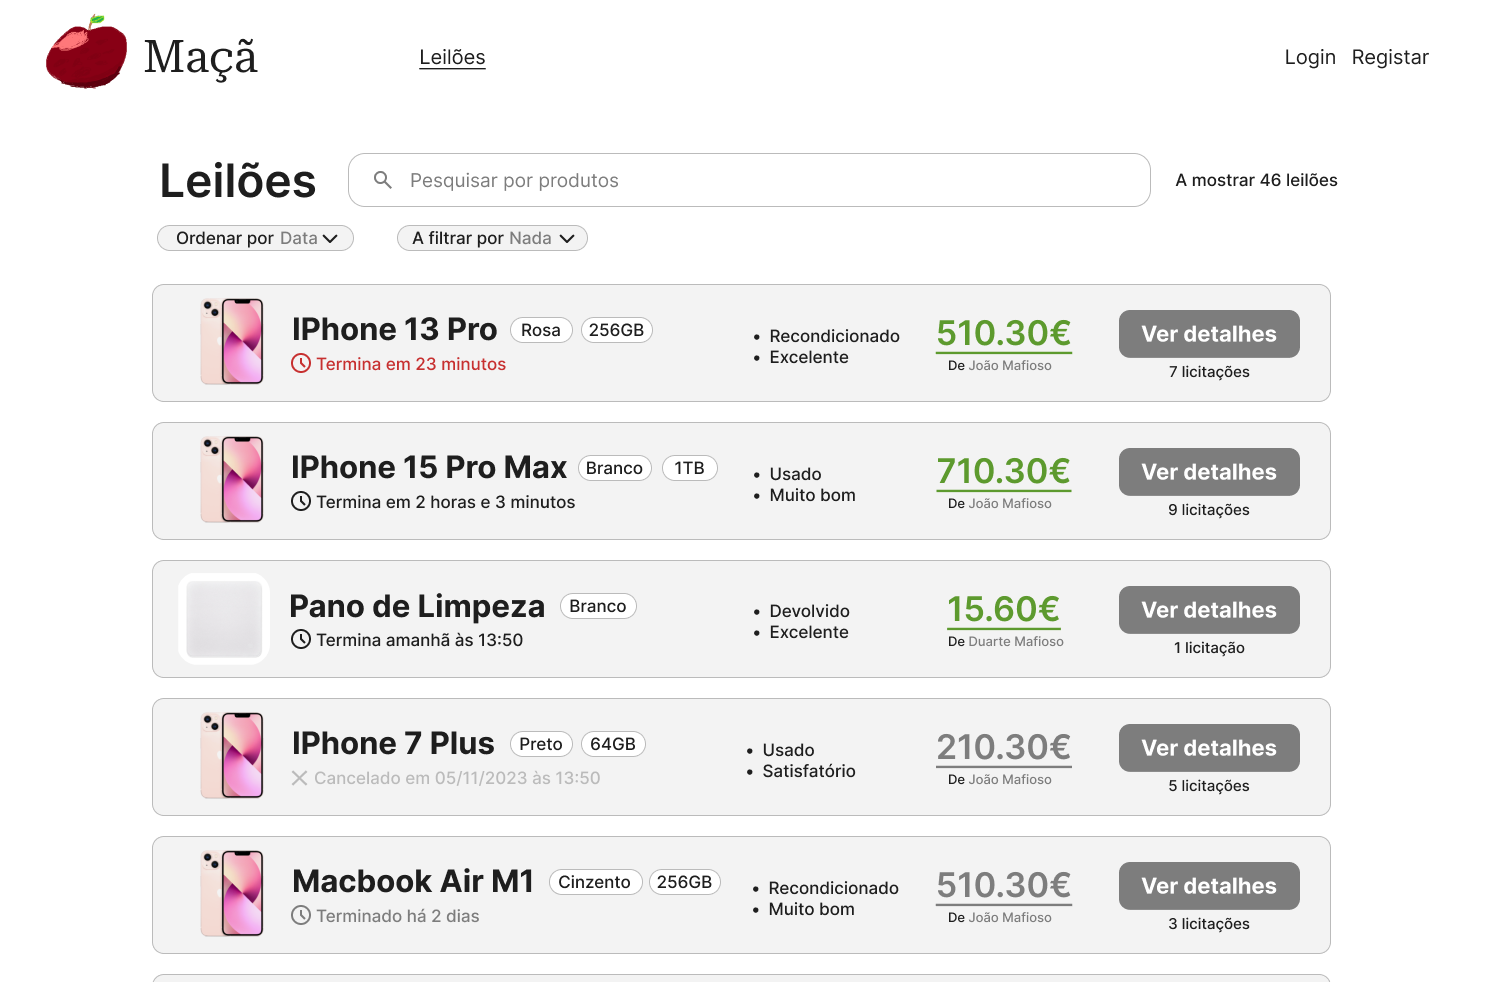 Maçã
Leilões
Login Registar
Leilões
Pesquisar por produtos
A mostrar 46 leilões
Ordenar por Data
A filtrar por Nada
IPhone 13 Pro Rosa 256GB
Termina em 23 minutos
• Recondicionado
• Excelente
510.30€
De João Mafioso
Ver detalhes
7 licitações
IPhone 15 Pro Max Branco 1TB
Termina em 2 horas e 3 minutos
• Usado
• Muito bom
710.30€
De João Mafioso
Ver detalhes
9 licitações
Pano de Limpeza Branco
Termina amanhã às 13:50
• Devolvido
• Excelente
15.60€
De Duarte Mafioso
Ver detalhes
1 licitação
IPhone 7 Plus Preto 64GB
Cancelado em 05/11/2023 às 13:50
• Usado
• Satisfatório
210.30€
De João Mafioso
Ver detalhes
5 licitações
Macbook Air M1 Cinzento 256GB
Terminado há 2 dias
• Recondicionado
• Muito bom
510.30€
De João Mafioso
Ver detalhes
3 licitações